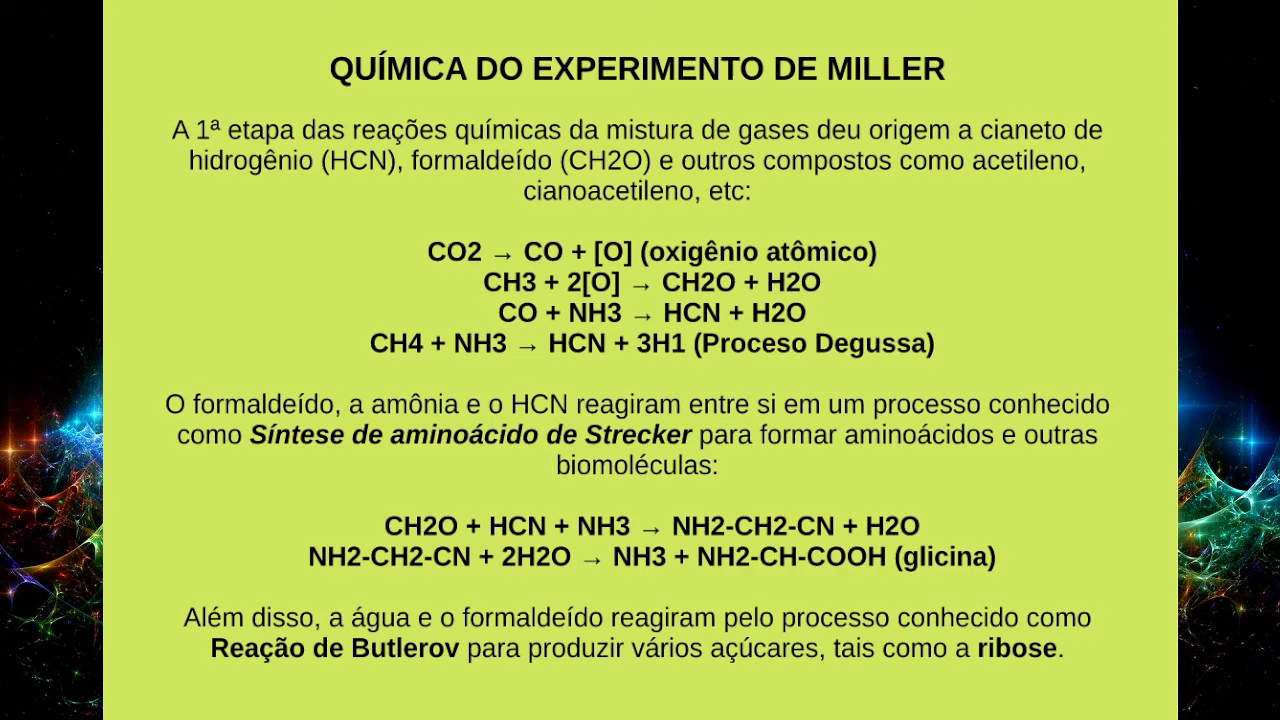 QUÍMICA DO EXPERIMENTO DE MILLER
A 1ª etapa das reações químicas da mistura de gases deu origem a cianeto de
hidrogênio (HCN), formaldeído (CH2O) e outros compostos como acetileno,
cianoacetileno, etc:
CO2 → CO + [O] (oxigênio atômico)
CH3 + 2[O] → CH2O + H2O
CO + NH3 → HCN + H2O
CH4 + NH3 → HCN + 3H1 (Proceso Degussa)
O formaldeído, a amônia e o HCN reagiram entre si em um processo conhecido
como Síntese de aminoácido de Strecker para formar aminoácidos e outras
biomoléculas:
CH2O + HCN + NH3 → NH2-CH2-CN + H2O
NH2-CH2-CN + 2H2O → NH3 + NH2-CH-COOH (glicina)
Além disso, a água e o formaldeído reagiram pelo processo conhecido como
Reação de Butlerov para produzir vários açúcares, tais como a ribose.